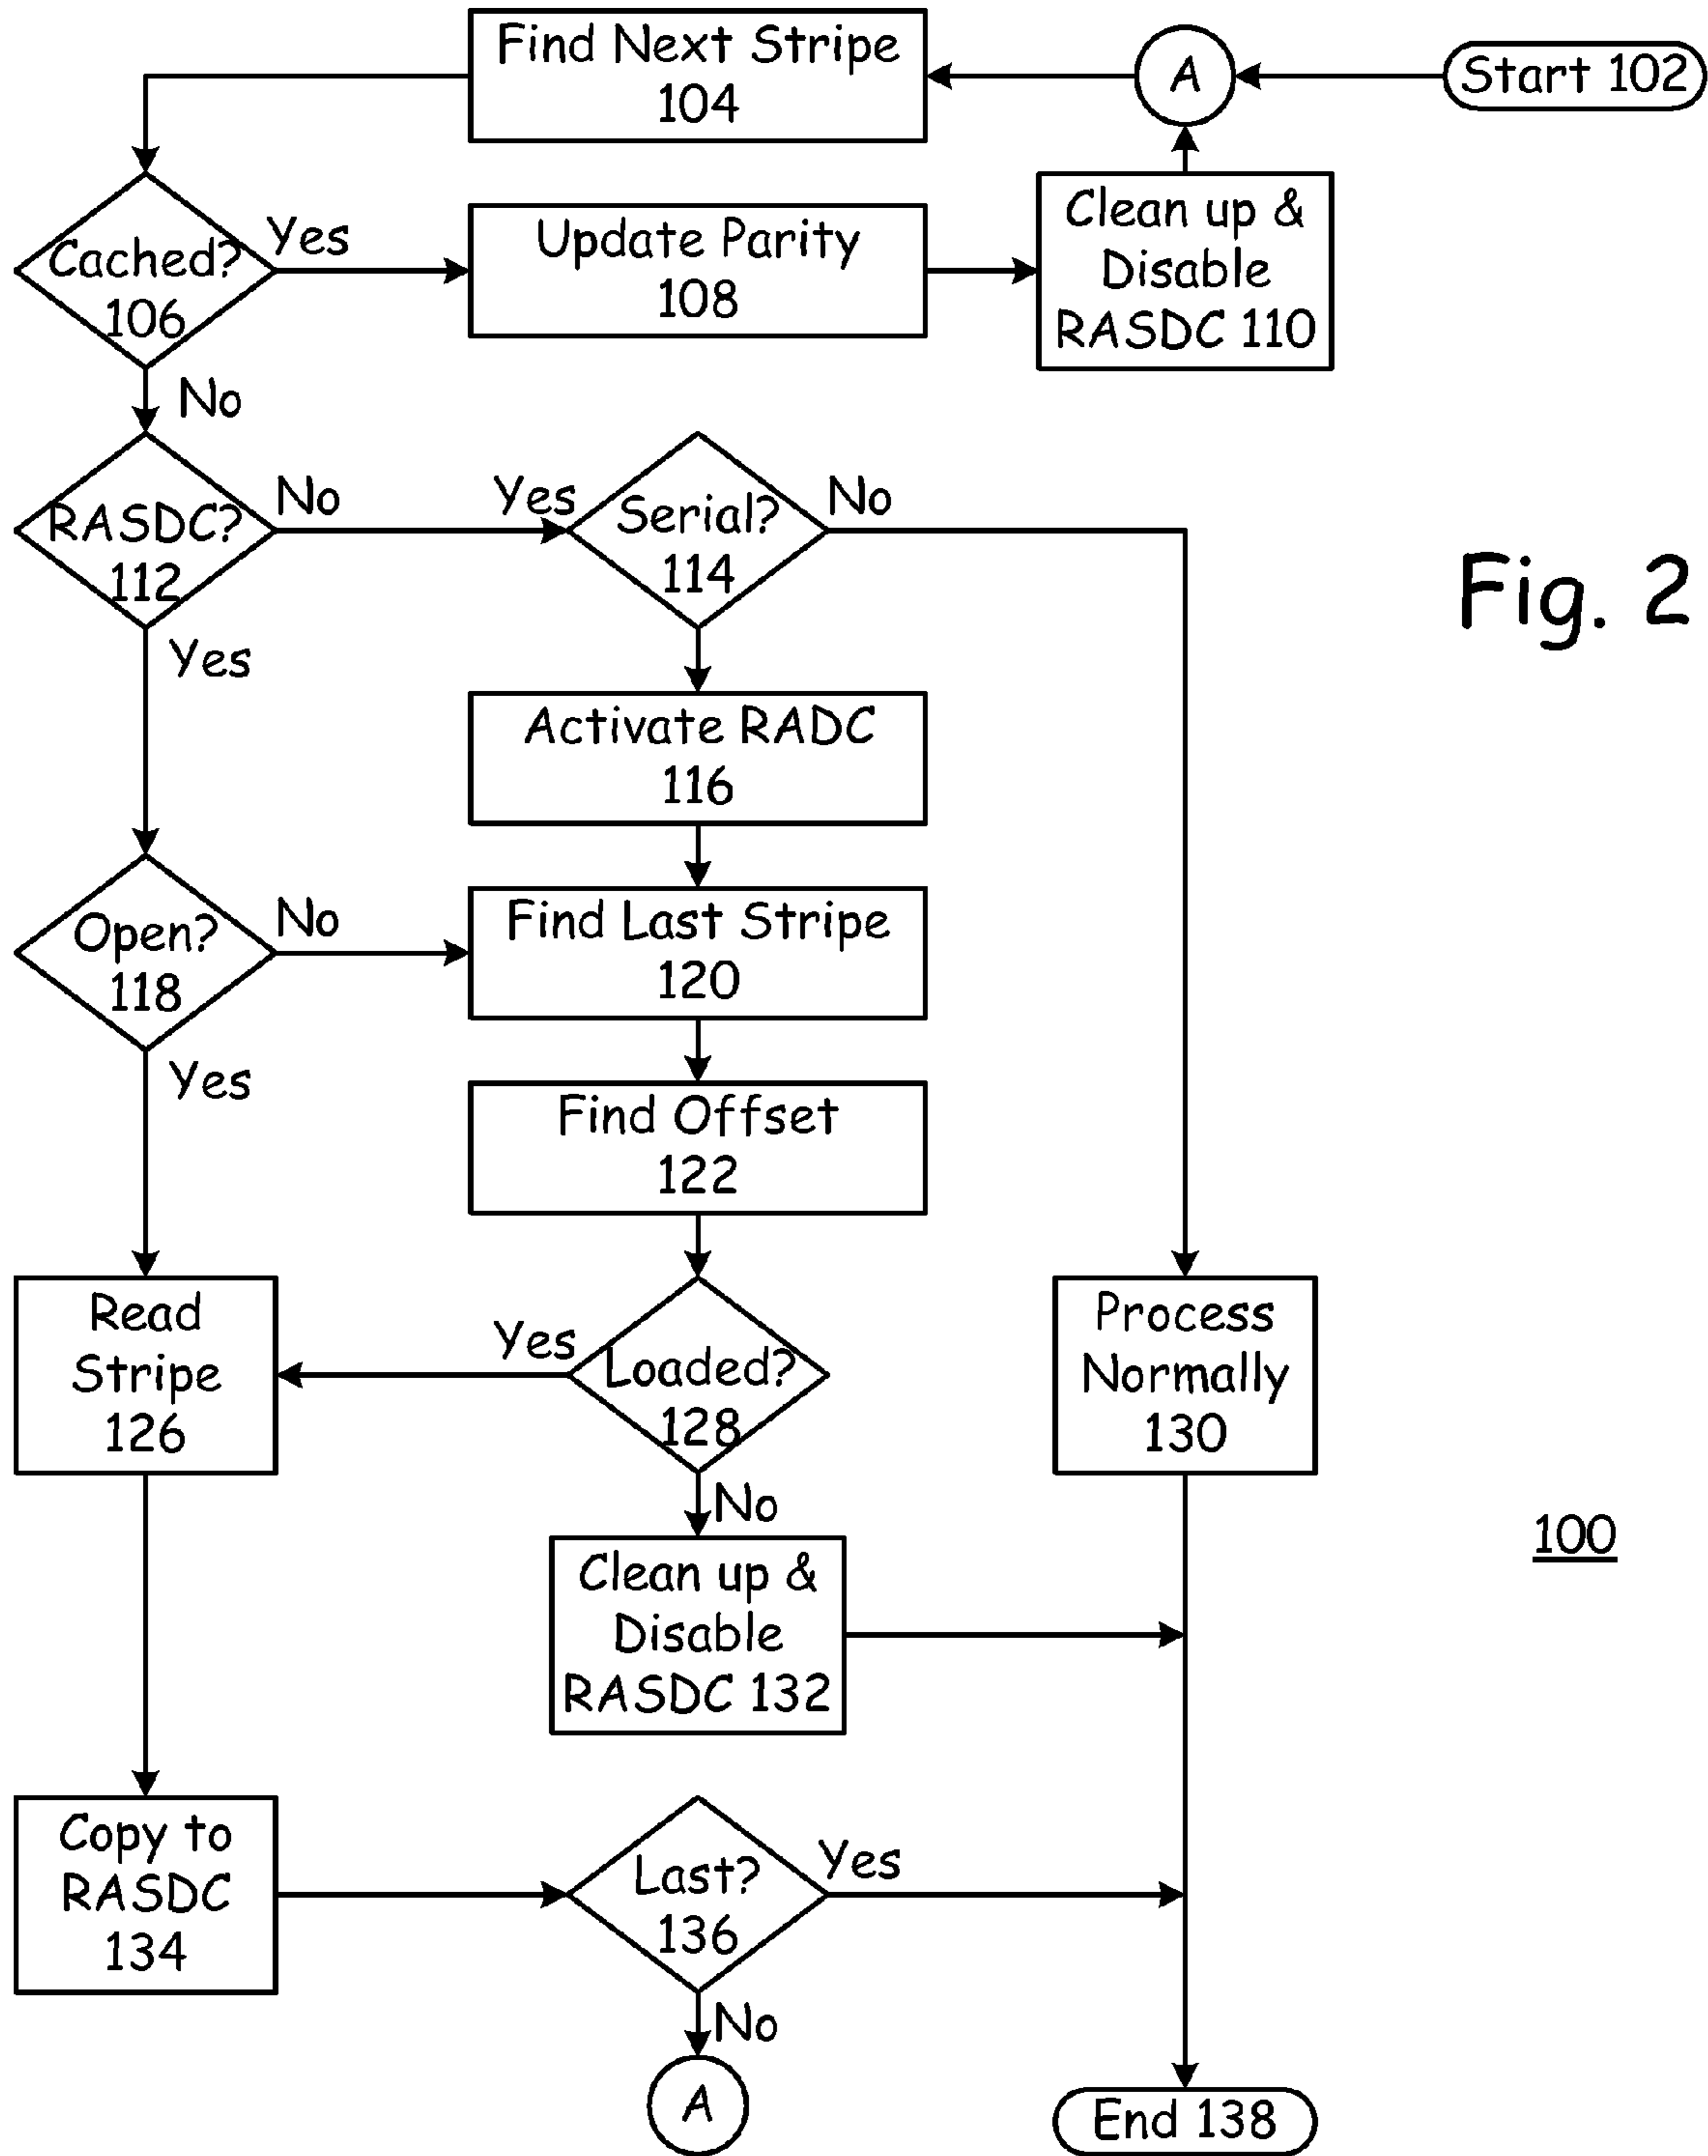 Find Next Stripe
104
A
Start 102
Cached?
106
Yes
Update Parity
108
Clean up &
Disable
RASDC 110
No
RASDC?
112
No
Yes
Serial?
114
No
Fig. 2
Yes
Activate RADC
116
Open?
118
No
Find Last Stripe
120
Yes
Find Offset
122
Read
Stripe
126
Yes
Loaded?
128
Process
Normally
130
No
100
Clean up &
Disable
RASDC 132
Copy to
RASDC
134
Last?
136
Yes
No
A
End 138